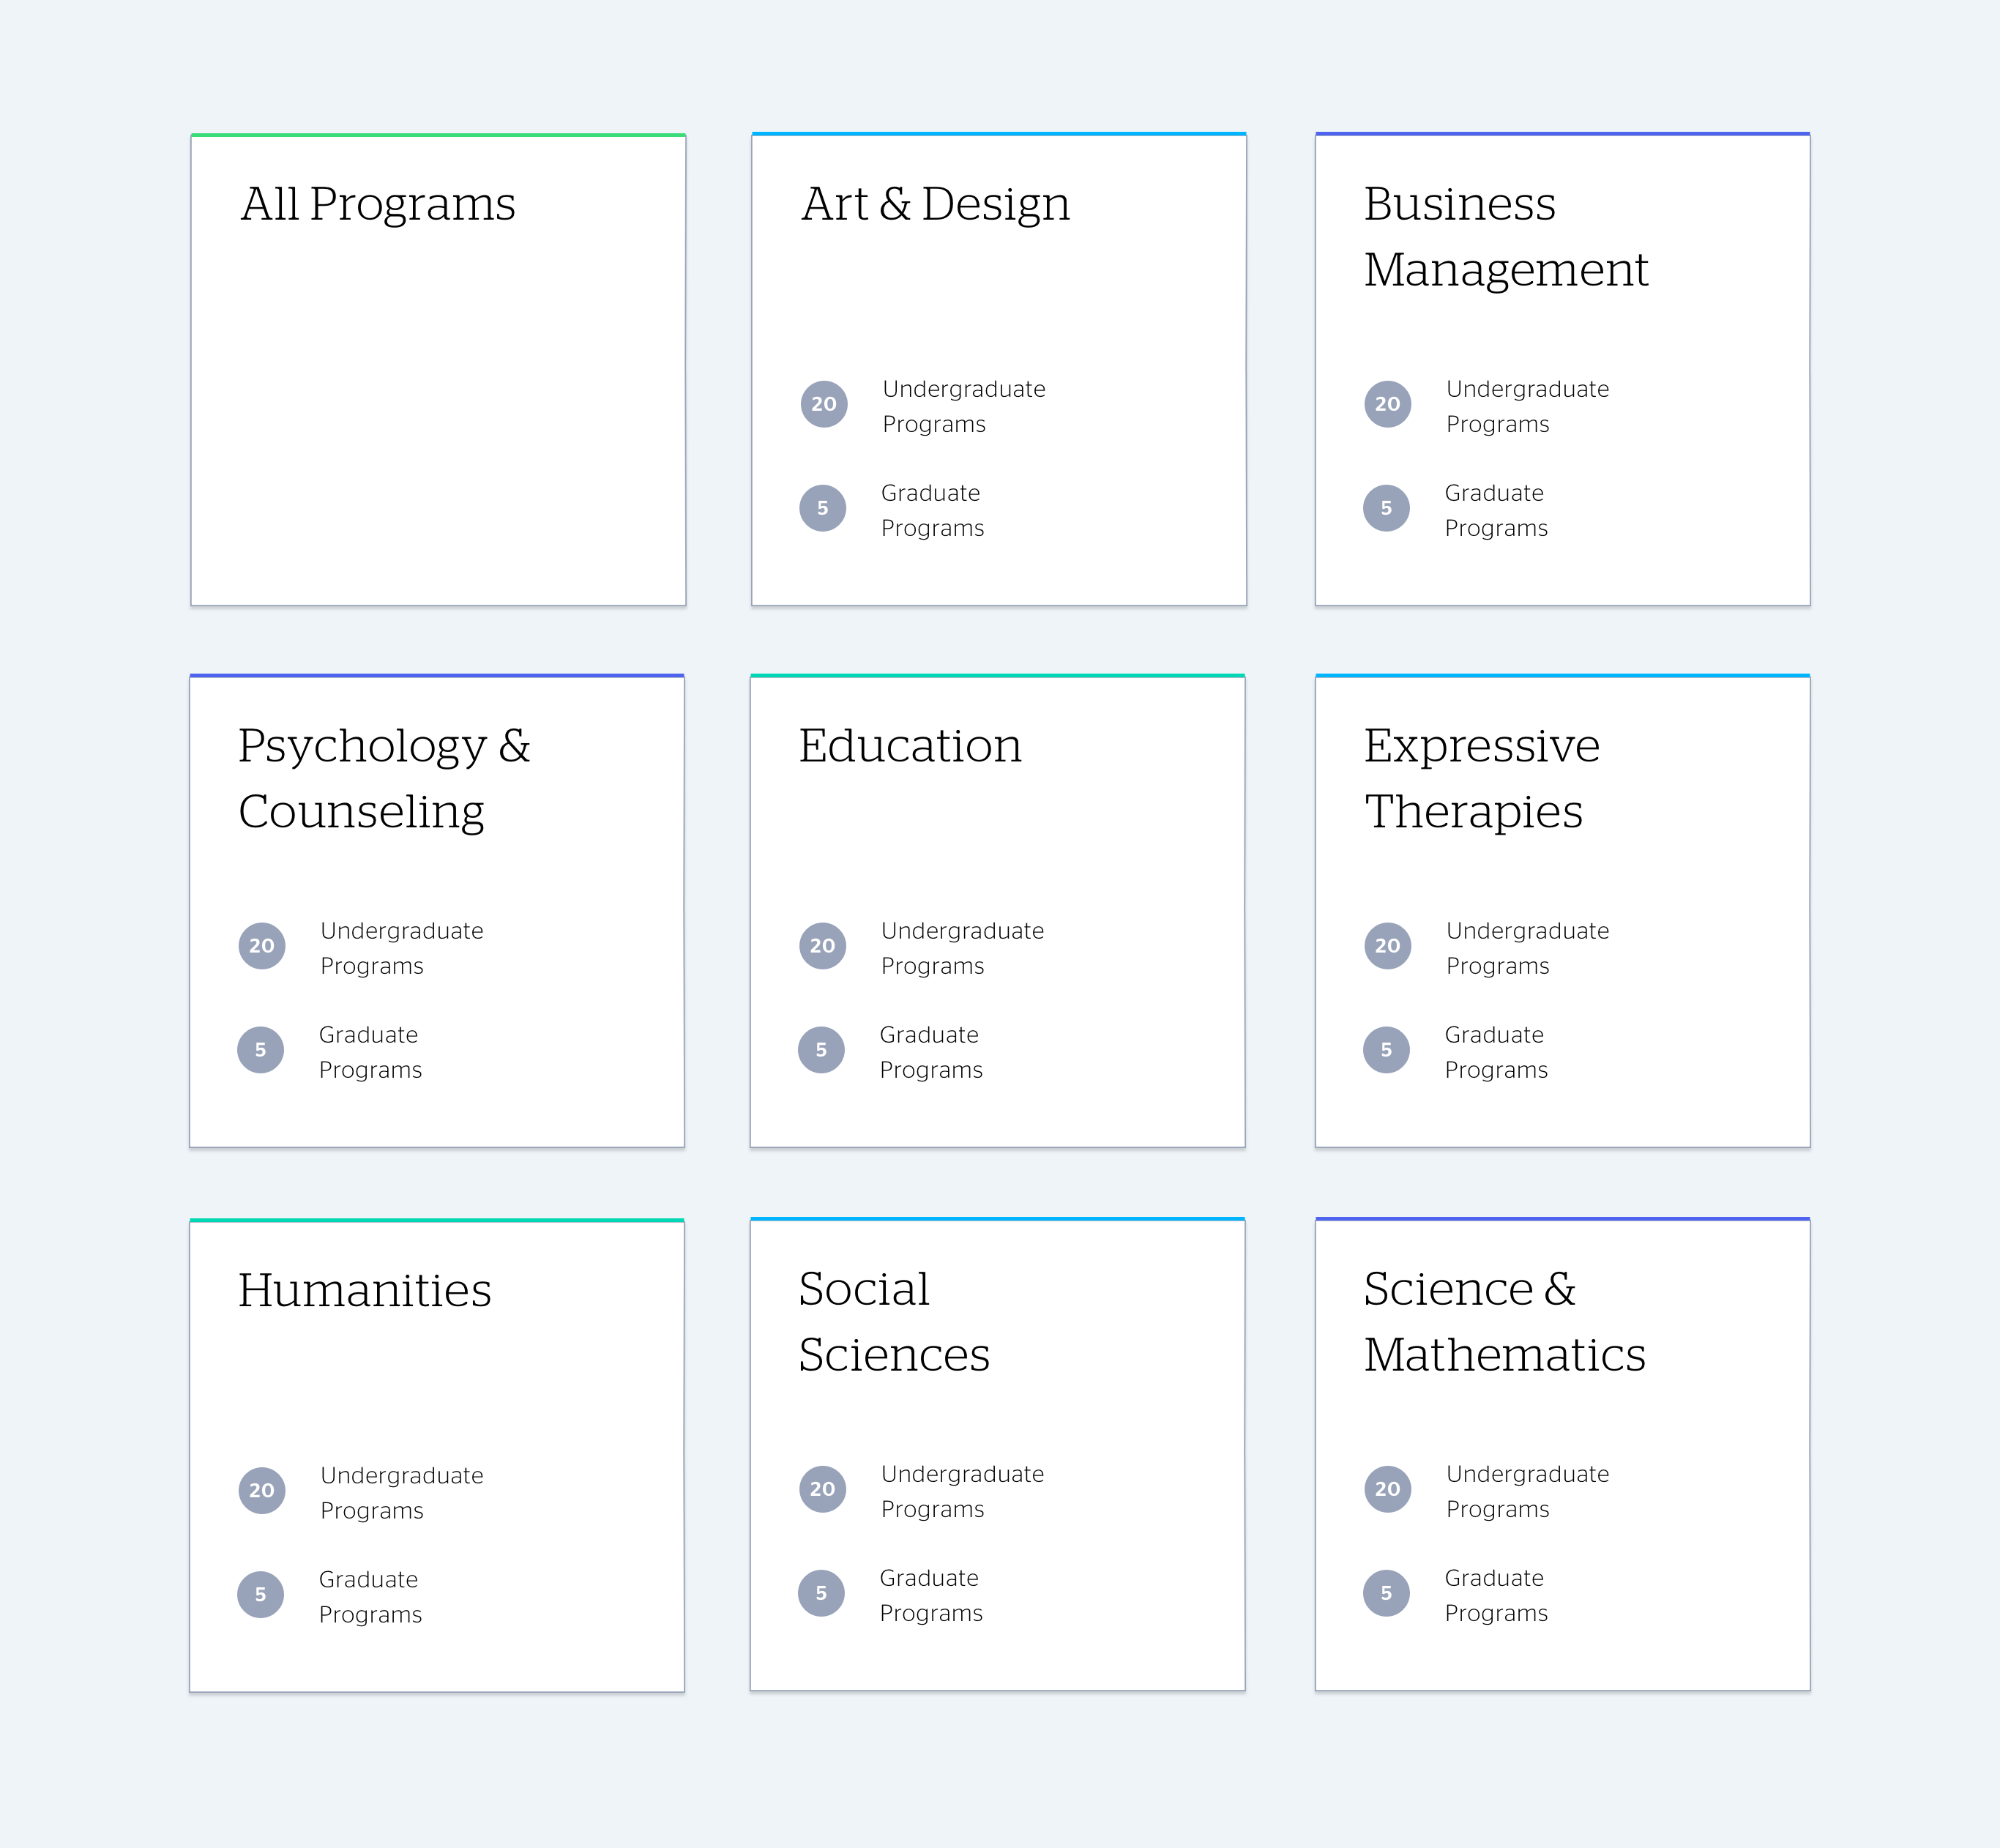 All Programs
Art & Design
20
Undergraduate
Programs
5
Graduate
Programs
Business
Management
20
Undergraduate
Programs
5
Graduate
Programs
Psychology &
Counseling
20
Undergraduate
Programs
5
Graduate
Programs
Education
20
Undergraduate
Programs
5
Graduate
Programs
Expressive
Therapies
20
Undergraduate
Programs
5
Graduate
Programs
Humanities
20
Undergraduate
Programs
5
Graduate
Programs
Social
Sciences
20
Undergraduate
Programs
5
Graduate
Programs
Science &
Mathematics
20
Undergraduate
Programs
5
Graduate
Programs